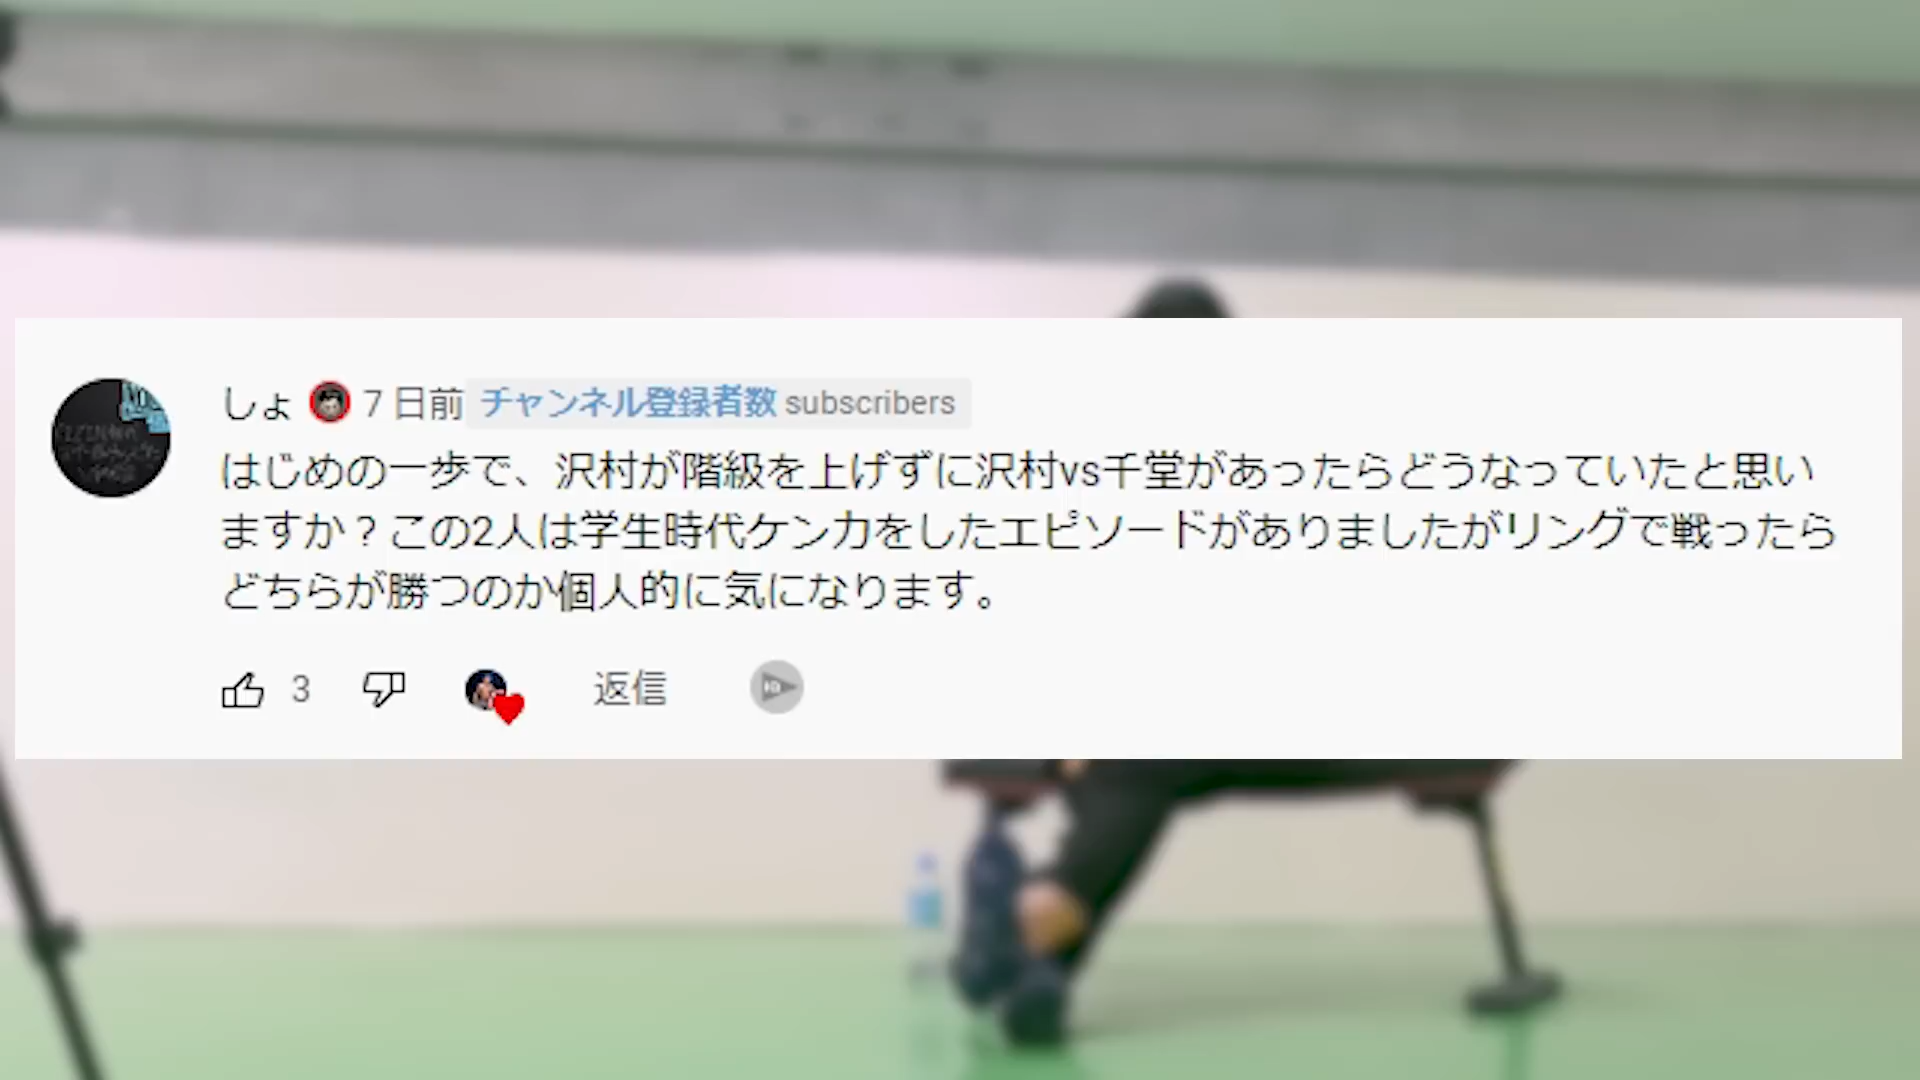 しょ 7 日前 チャンネル登録者数 subscribers
はじめの一歩で、沢村が階級を上げずに沢村vs千堂があったらどうなっていたと思い
ますか？この2人は学生時代ケンカをしたエピソードがありましたがリングで戦ったら
どちらが勝つのか個人的に気になります。
3 返信